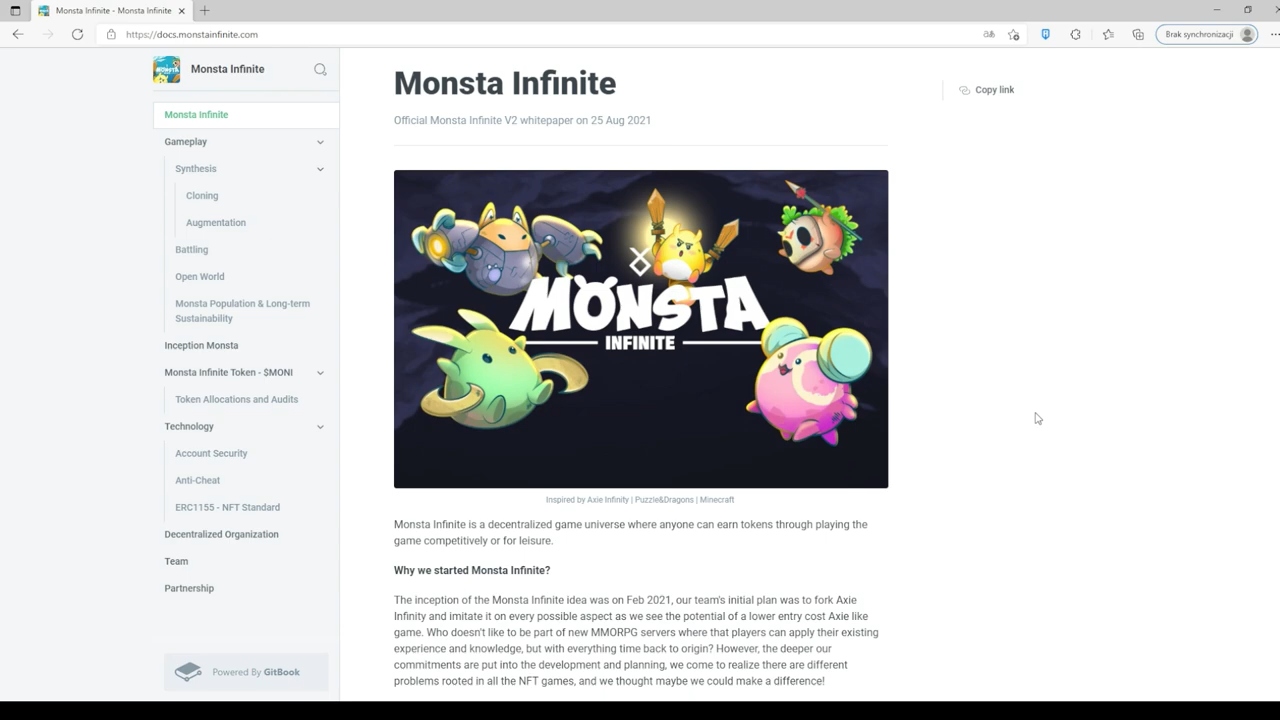 Monsta Infinite - Monsta Infinite
https://docs.monstainfinite.com
Brak synchronizacji
Monsta Infinite
Monsta Infinite
Gameplay
Synthesis
Cloning
Augmentation
Battling
Open World
Monsta Population & Long-term
Sustainability
Inception Monsta
Monsta Infinite Token - $MONI
Token Allocations and Audits
Technology
Account Security
Anti-Cheat
ERC1155 - NFT Standard
Decentralized Organization
Team
Partnership
Powered By GitBook
Monsta Infinite
Copy link
Official Monsta Infinite V2 whitepaper on 25 Aug 2021
MONSTA
INFINITE
Inspired by Axie Infinity | Puzzle&Dragons | Minecraft
Monsta Infinite is a decentralized game universe where anyone can earn tokens through playing the
game competitively or for leisure.
Why we started Monsta Infinite?
The inception of the Monsta Infinite idea was on Feb 2021, our team's initial plan was to fork Axie
Infinity and imitate it on every possible aspect as we see the potential of a lower entry cost Axie like
game. Who doesn't like to be part of new MMORPG servers where that players can apply their existing
experience and knowledge, but with everything time back to origin? However, the deeper our
commitments are put into the development and planning, we come to realize there are different
problems rooted in all the NFT games, and we thought maybe we could make a difference!